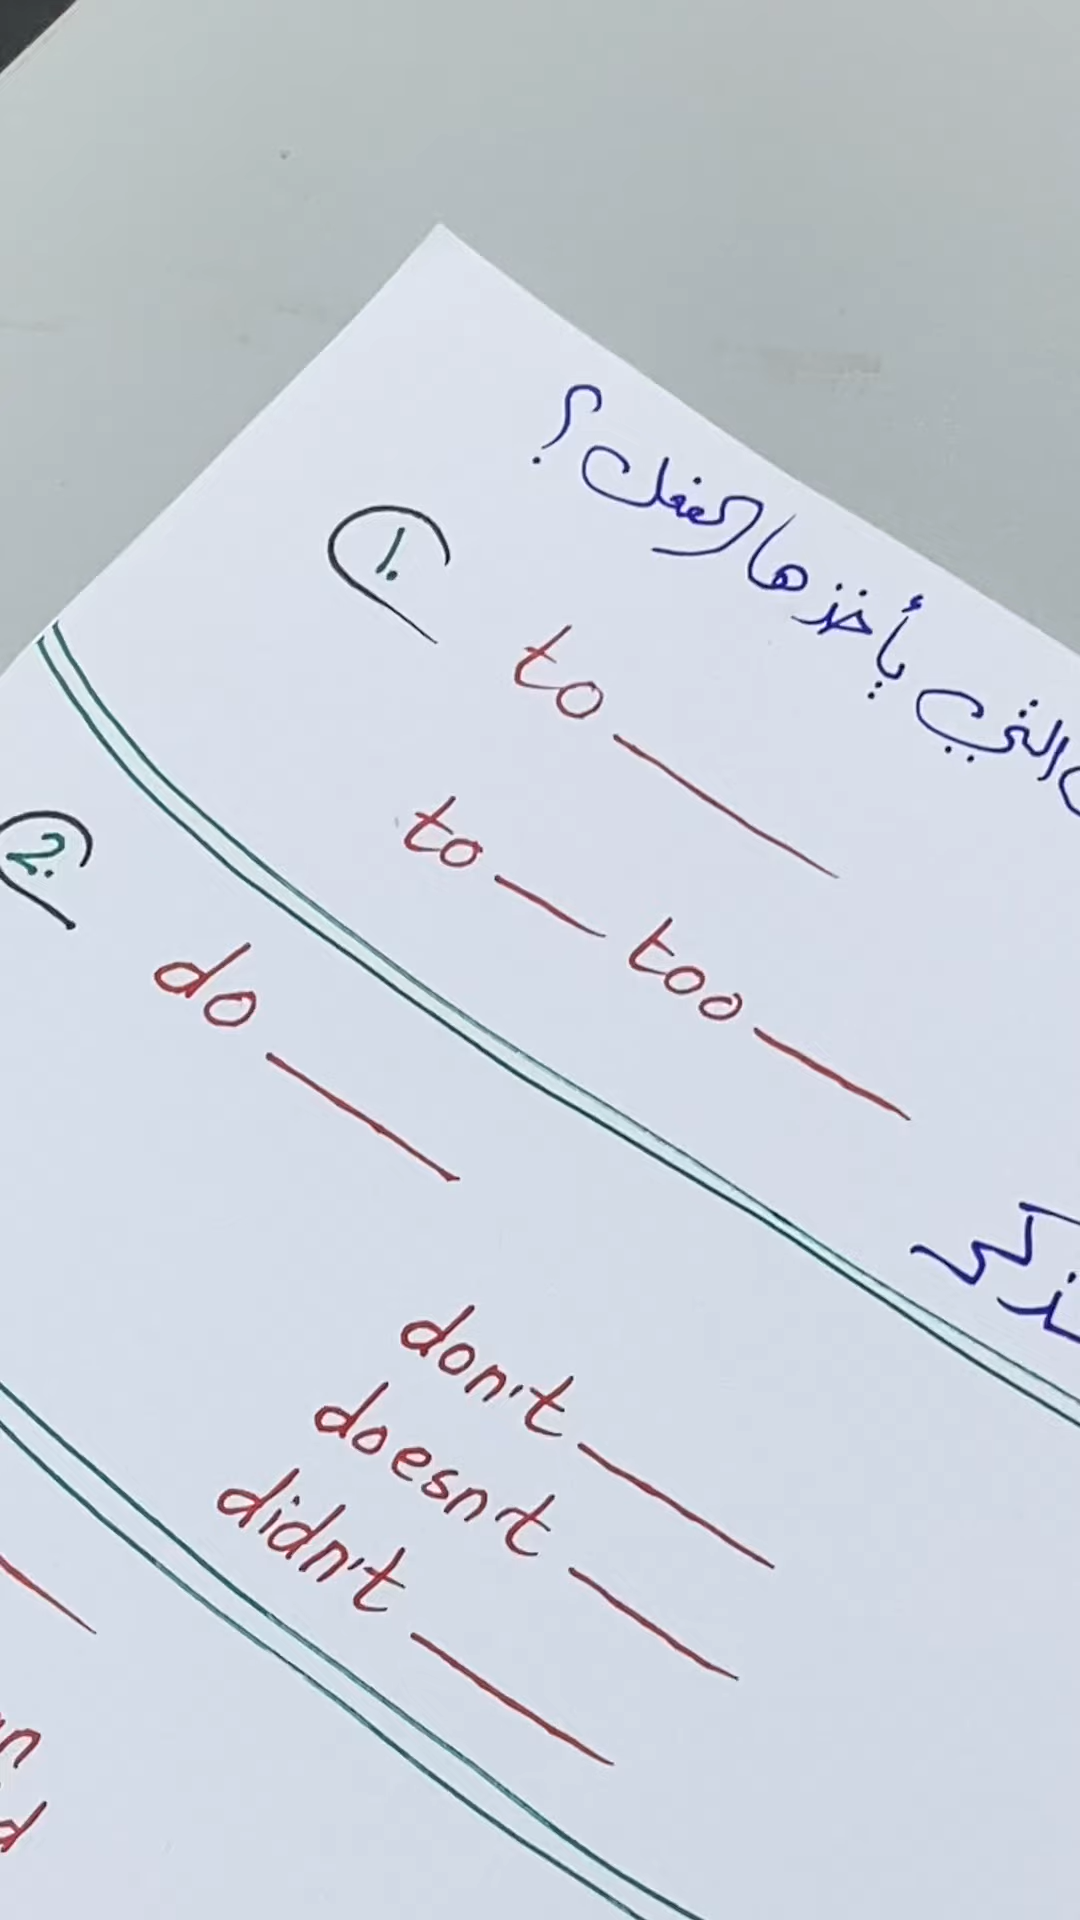 التي يأخذها الفعل؟
1.
to
to too
2.
do
don't
doesn't
didn't